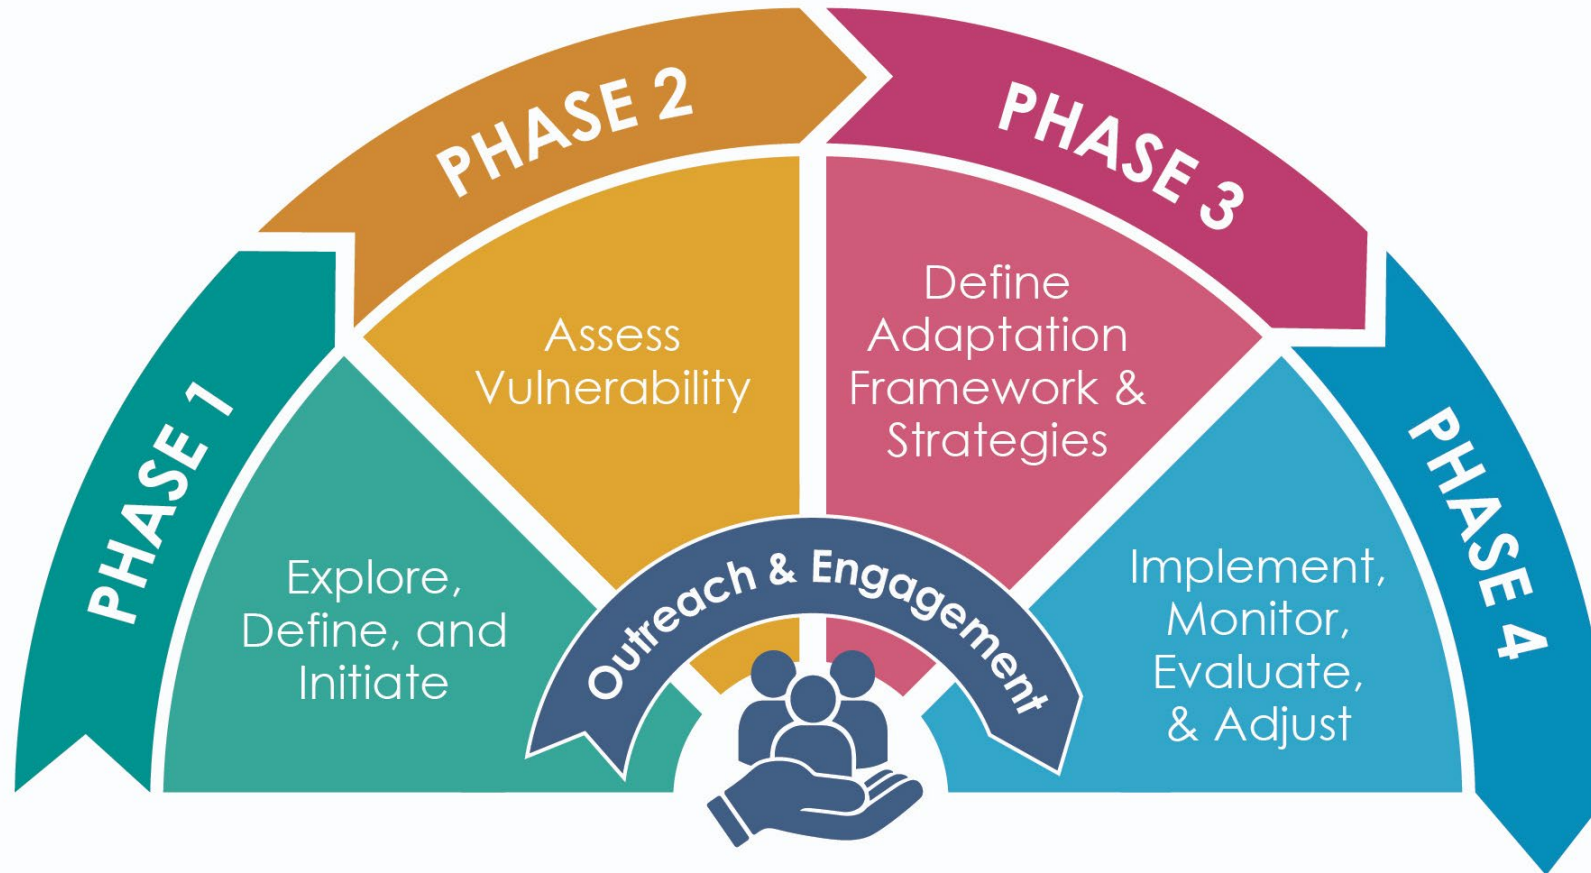 PHASE 1
Explore,
Define, and
Initiate
PHASE 2
Assess
Vulnerability
PHASE 3
Define
Adaptation
Framework &
Strategies
PHASE 4
Implement,
Monitor,
Evaluate,
& Adjust
Outreach & Engagement